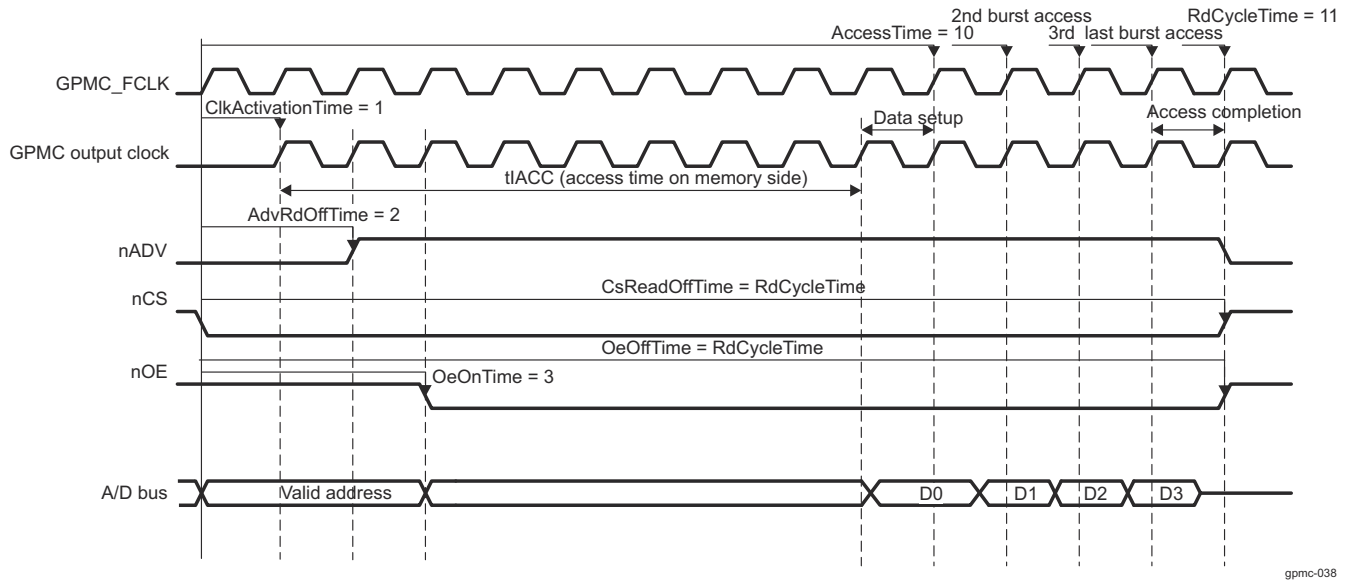 2nd burst access
RdCycleTime = 11
AccessTime = 10
3rd
last burst access
GPMC_FCLK
ClkActivationTime = 1
Access completion
Data setup
GPMC output clock
tIACC (access time on memory side)
AdvRdOffTime = 2
nADV
CsReadOffTime = RdCycleTime
nCS
OeOffTime = RdCycleTime
nOE
OeOnTime = 3
A/D bus
Valid address
D0
D1
D2
D3
gpmc-038